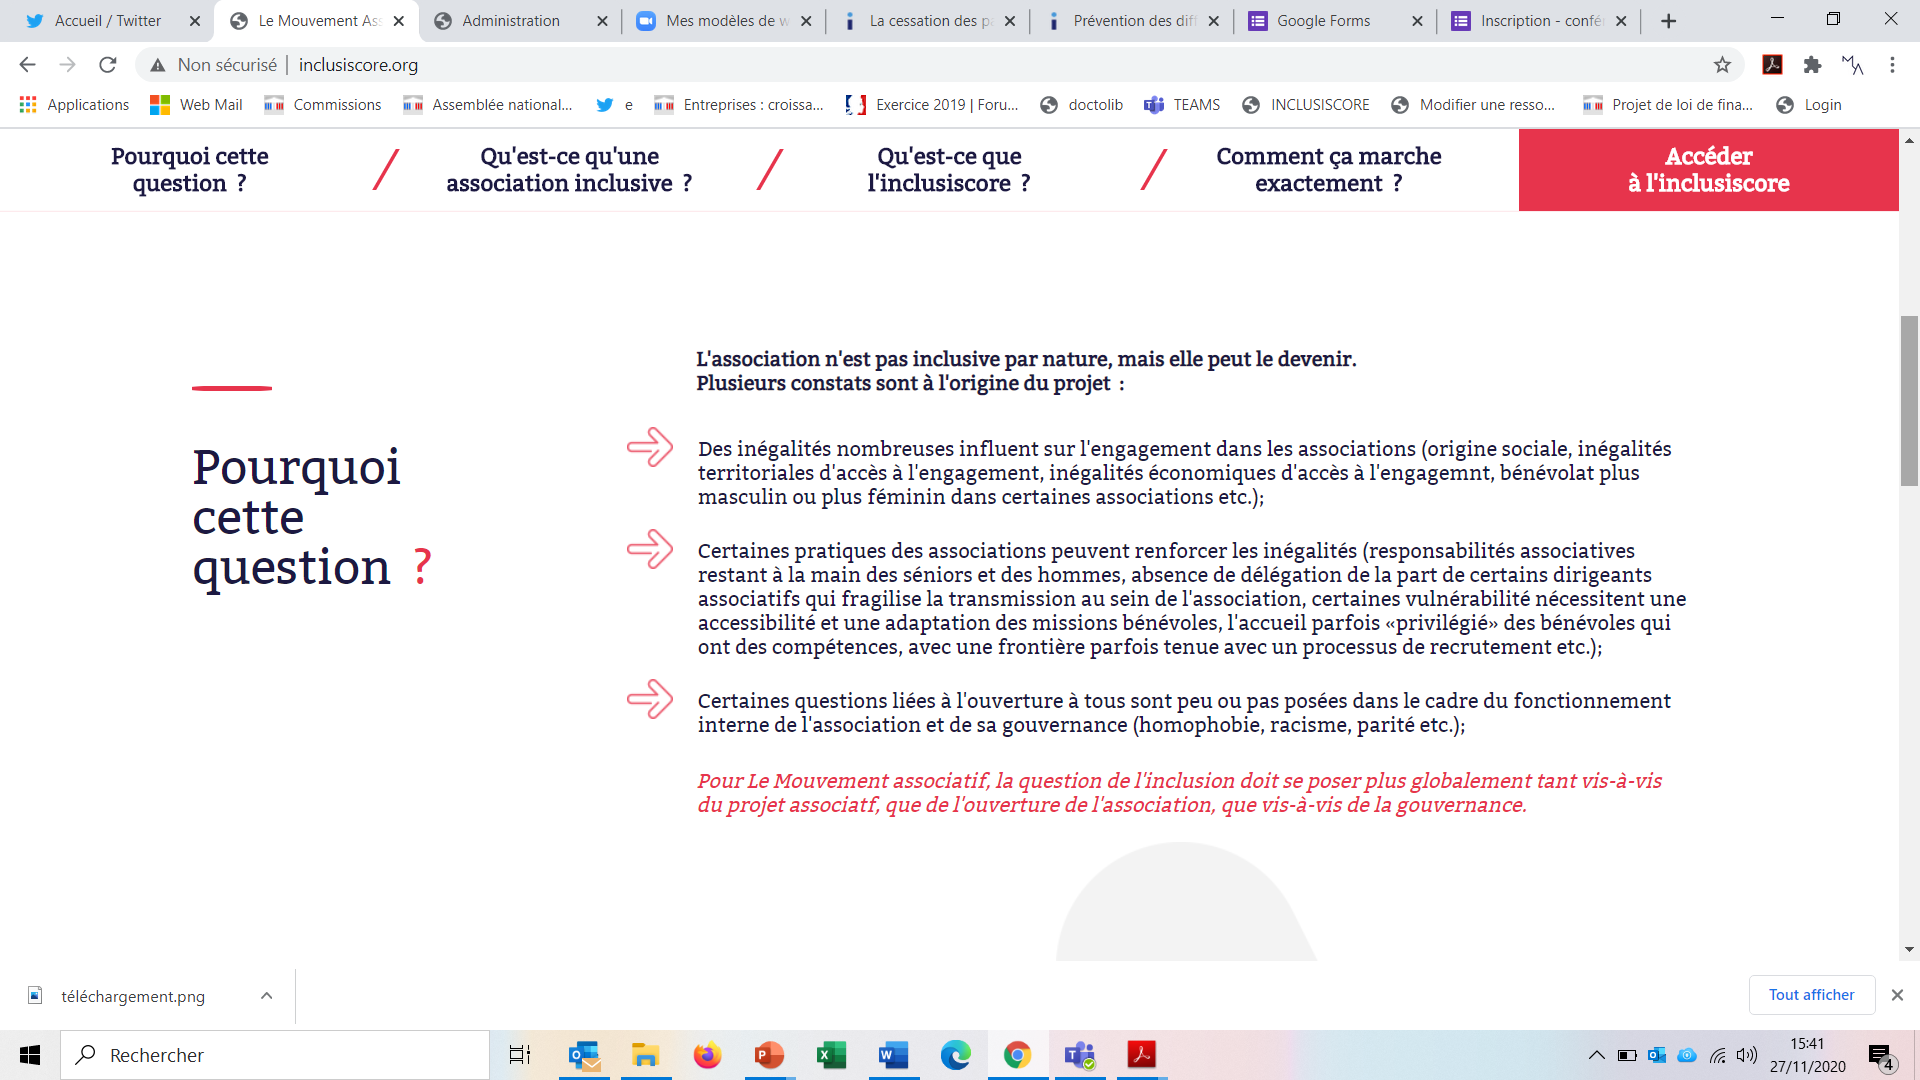 Accueil / Twitter
Le Mouvement As
Administration
Mes modèles de w
La cessation des p
Prévention des diff
Google Forms
Inscription - confé
Non sécurisé | inclusiscore.org
Applications
Web Mail
Commissions
Assemblée national...
e
Entreprises : croissa...
Exercice 2019 | Foru...
doctolib
TEAMS
INCLUSISCORE
Modifier une resso...
Projet de loi de fina...
Login
Pourquoi cette
question ?
Qu'est-ce qu'une
association inclusive ?
Qu'est-ce que
l'inclusiscore ?
Comment ça marche
exactement ?
Accéder
à l'inclusiscore
Pourquoi
cette
question ?
L'association n'est pas inclusive par nature, mais elle peut le devenir.
Plusieurs constats sont à l'origine du projet :
Des inégalités nombreuses influent sur l'engagement dans les associations (origine sociale, inégalités
territoriales d'accès à l'engagement, inégalités économiques d'accès à l'engagemnt, bénévolat plus
masculin ou plus féminin dans certaines associations etc.);
Certaines pratiques des associations peuvent renforcer les inégalités (responsabilités associatives
restant à la main des séniors et des hommes, absence de délégation de la part de certains dirigeants
associatifs qui fragilise la transmission au sein de l'association, certaines vulnérabilité nécessitent une
accessibilité et une adaptation des missions bénévoles, l'accueil parfois «privilégié» des bénévoles qui
ont des compétences, avec une frontière parfois tenue avec un processus de recrutement etc.);
Certaines questions liées à l'ouverture à tous sont peu ou pas posées dans le cadre du fonctionnement
interne de l'association et de sa gouvernance (homophobie, racisme, parité etc.);
Pour Le Mouvement associatif, la question de l'inclusion doit se poser plus globalement tant vis-à-vis
du projet associatf, que de l'ouverture de l'association, que vis-à-vis de la gouvernance.
téléchargement.png
Tout afficher
Rechercher
15:41
27/11/2020
4